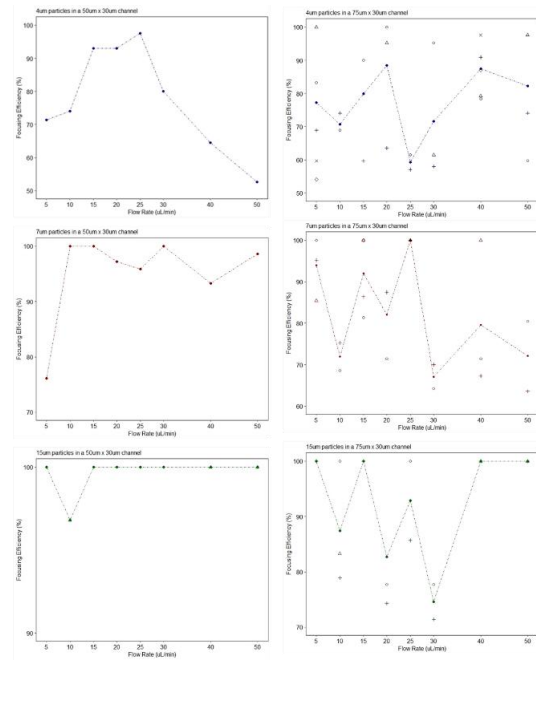 4um particles in a 50um x 30um channel
Focusing Efficiency (%)
100
90
80
70
60
50
5 10 15 20 25 30 40 50
Flow Rate (uL/min)
4um particles in a 75um x 30um channel
Focusing Efficiency (%)
100
90
80
70
60
50
5 10 15 20 25 30 40 50
Flow Rate (uL/min)
7um particles in a 50um x 30um channel
Focusing Efficiency (%)
100
90
80
70
5 10 15 20 25 30 40 50
Flow Rate (uL/min)
7um particles in a 75um x 30um channel
Focusing Efficiency (%)
100
90
80
70
60
5 10 15 20 25 30 40 50
Flow Rate (uL/min)
15um particles in a 50um x 30um channel
Focusing Efficiency (%)
100
90
5 10 15 20 25 30 40 50
Flow Rate (uL/min)
15um particles in a 75um x 30um channel
Focusing Efficiency (%)
100
90
80
70
5 10 15 20 25 30 40 50
Flow Rate (uL/min)